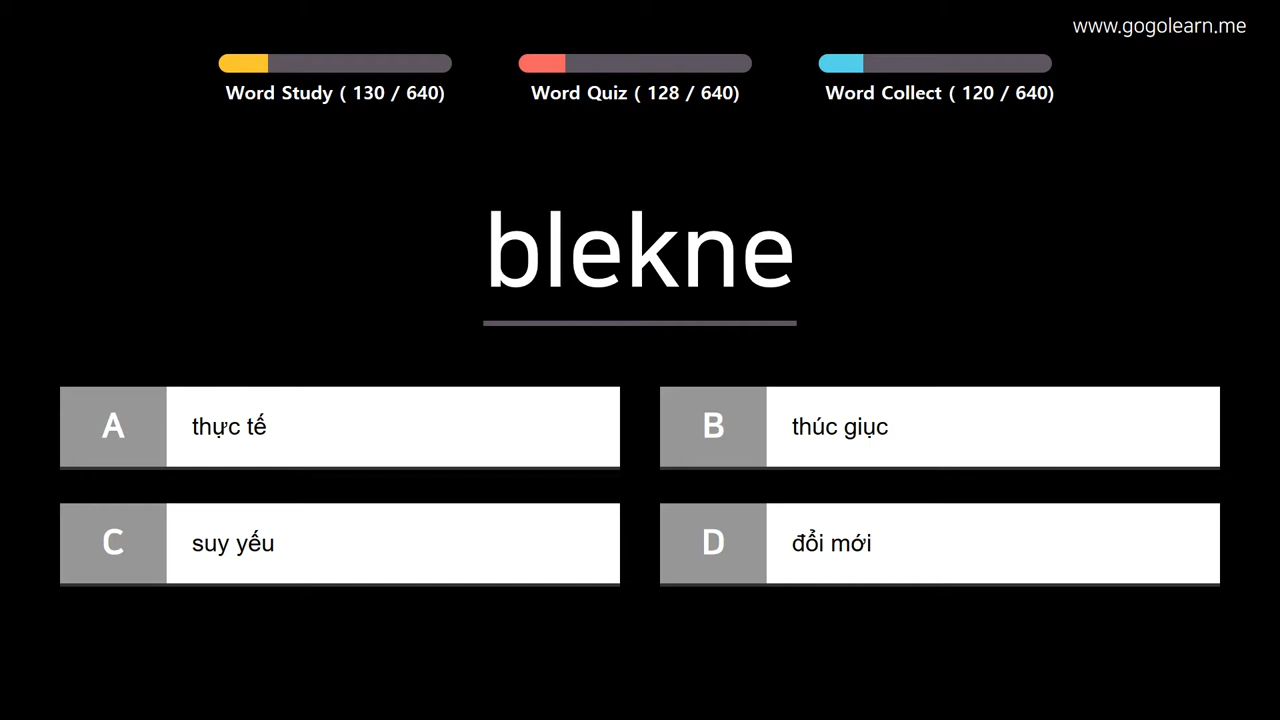 www.gogolearn.me
Word Study ( 130 / 640)
Word Quiz ( 128 / 640)
Word Collect ( 120 / 640)
blekne
A thực tế
B thúc giục
C suy yếu
D đổi mới